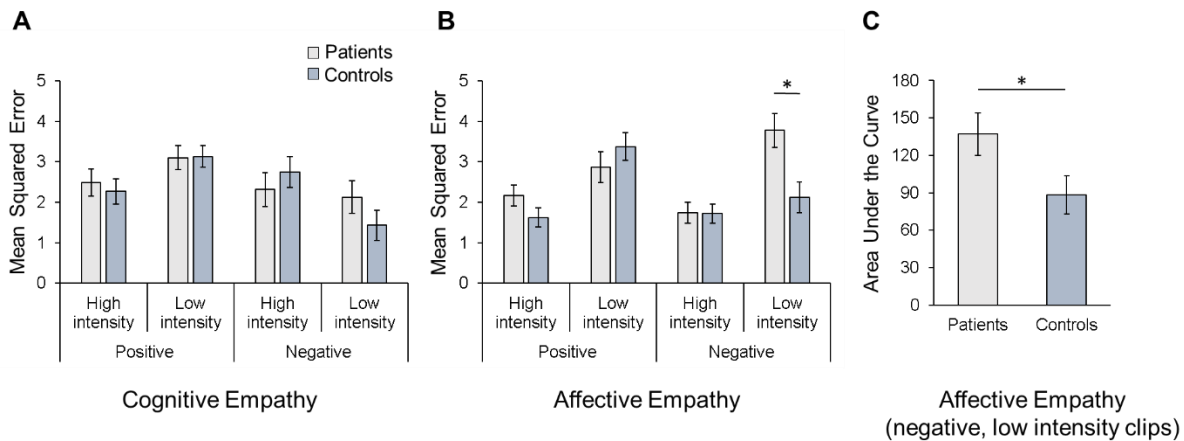 A
Patients
Controls
Mean Squared Error
5
4
3
2
1
0
High intensity
Low intensity
High intensity
Low intensity
Positive
Negative
Cognitive Empathy
B
Mean Squared Error
5
4
3
2
1
0
*
High intensity
Low intensity
High intensity
Low intensity
Positive
Negative
Affective Empathy
C
Area Under the Curve
180
150
120
90
60
30
0
*
Patients
Controls
Affective Empathy
(negative, low intensity clips)